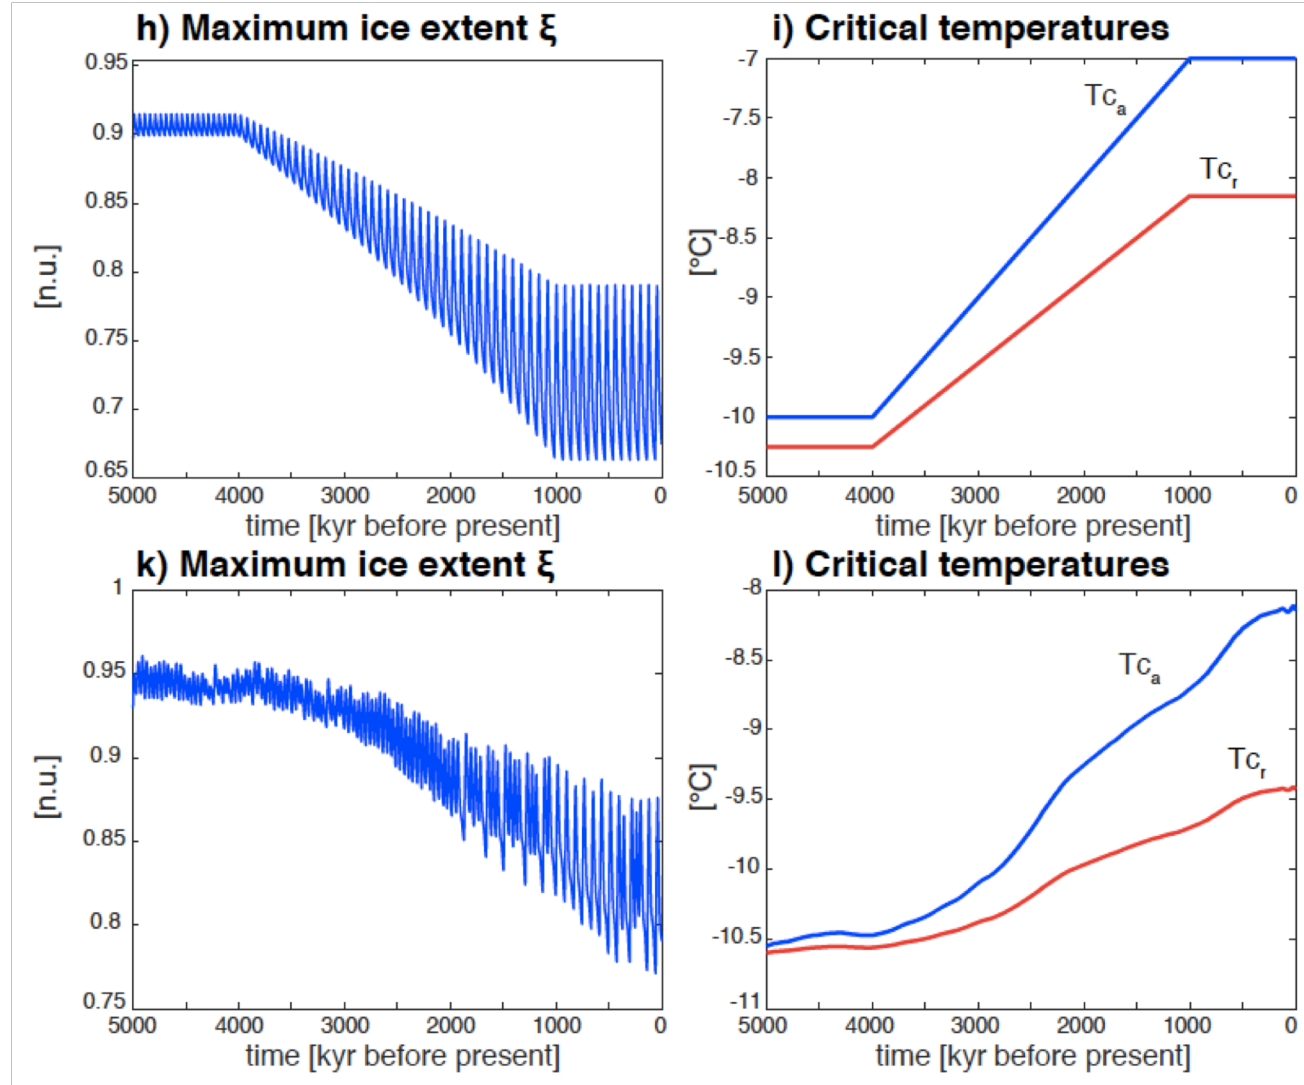 h) Maximum ice extent ξ
0.95
0.9
0.85
0.8
0.75
0.7
0.65
[n.u.]
5000 4000 3000 2000 1000 0
time [kyr before present]
i) Critical temperatures
-7
-7.5
-8
-8.5
-9
-9.5
-10
-10.5
[°C]
Tca
Tcr
5000 4000 3000 2000 1000 0
time [kyr before present]
k) Maximum ice extent ξ
1
0.95
0.9
0.85
0.8
0.75
[n.u.]
5000 4000 3000 2000 1000 0
time [kyr before present]
l) Critical temperatures
-8
-8.5
-9
-9.5
-10
-10.5
-11
[°C]
Tca
Tcr
5000 4000 3000 2000 1000 0
time [kyr before present]